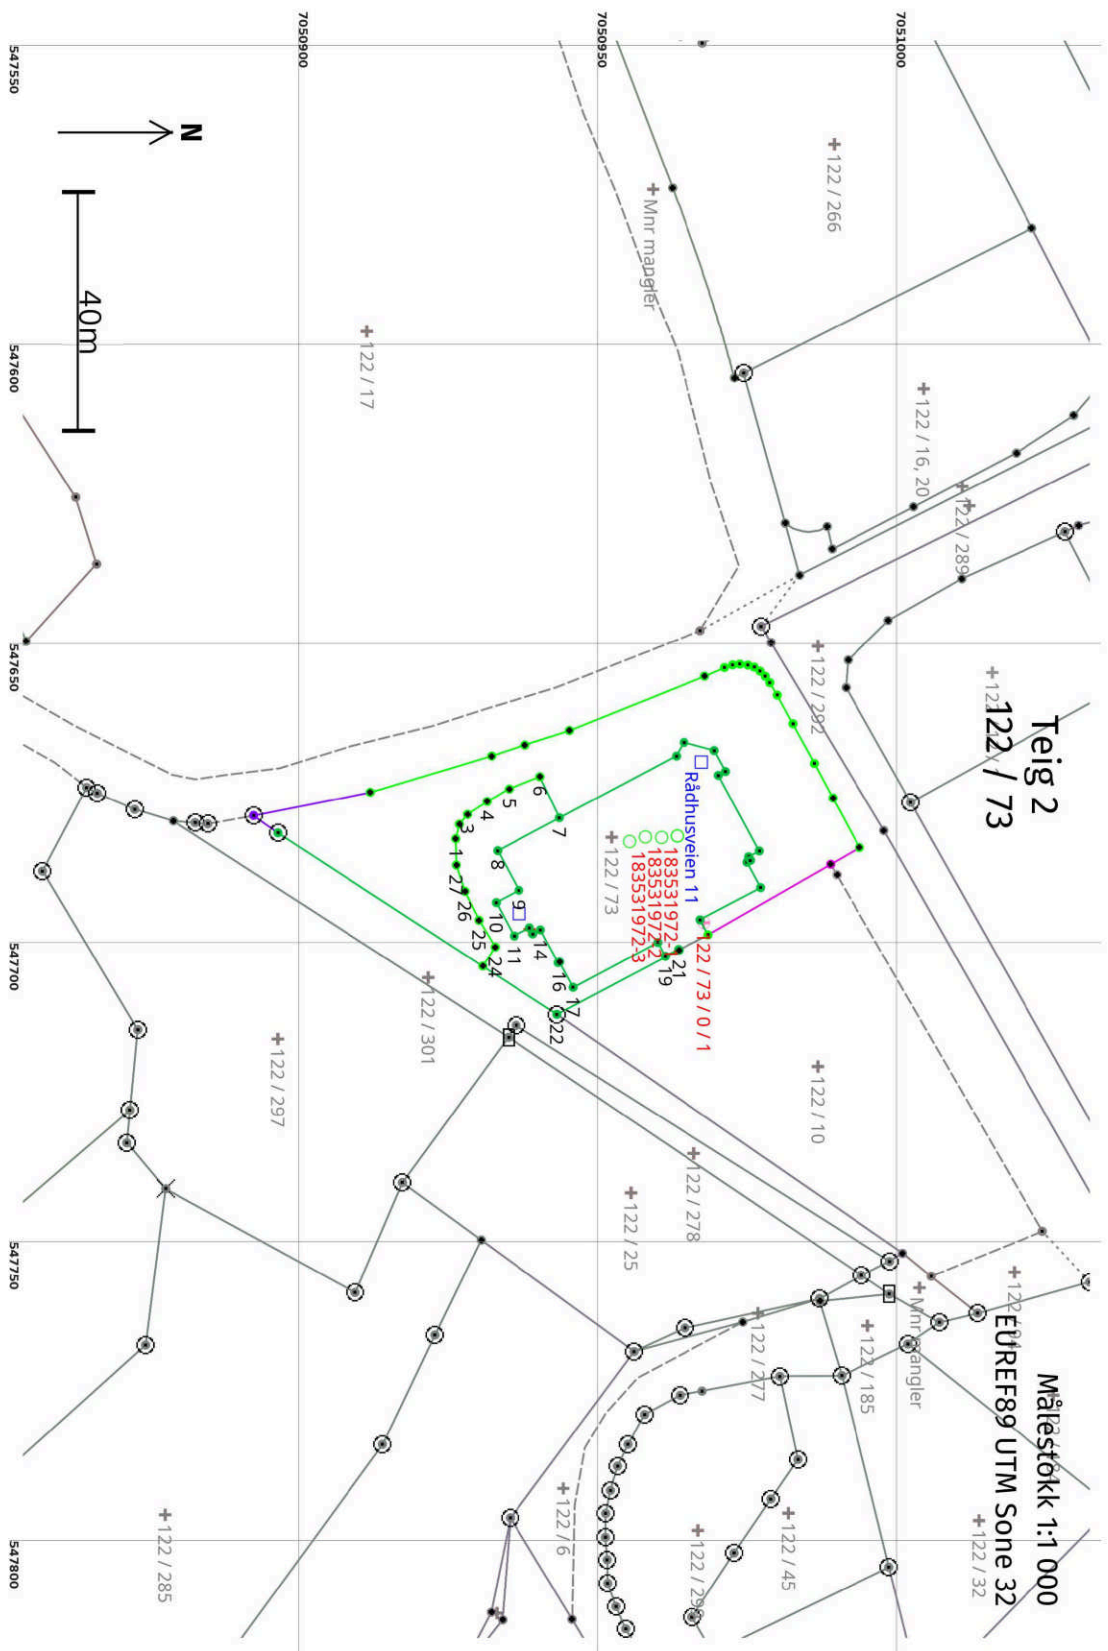 Teig 2
122 / 73
Målestokk 1:1 000
EUREF89 UTM Sone 32
7050900
7050950
7051000
547550
547600
547650
547700
547750
547800
N
40m
122 / 266
Mnr mangler
122 / 17
122 / 16, 20
122 / 289
122 / 292
Rådhusveien 11
183531972-1
183531972-2
183531972-3
122 / 73 / 0 / 1
122 / 73
6
5
4
3
1
27
26
25
24
7
8
9
10
11
14
16
17
19
21
22
122 / 10
122 / 301
122 / 297
122 / 278
122 / 25
122 / 277
122 / 185
Mnr mangler
122 / 6
122 / 45
122 / 32
122 / 285